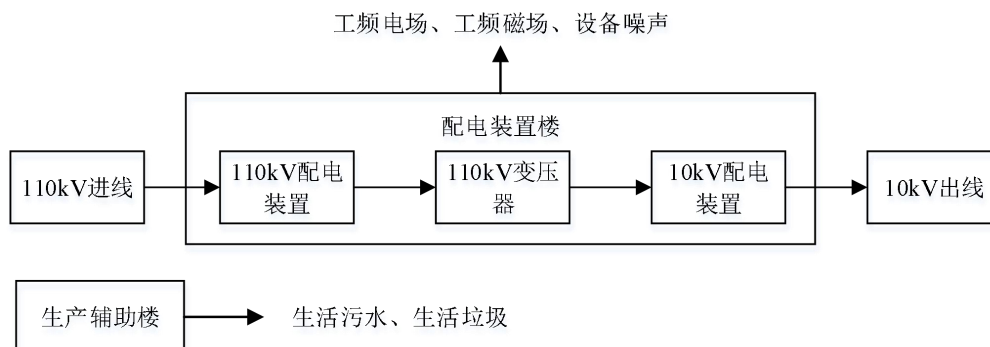 工频电场、工频磁场、设备噪声
配电装置楼
110kV进线
110kV配电
装置
110kV变压
器
10kV配电
装置
10kV出线
生产辅助楼
生活污水、生活垃圾